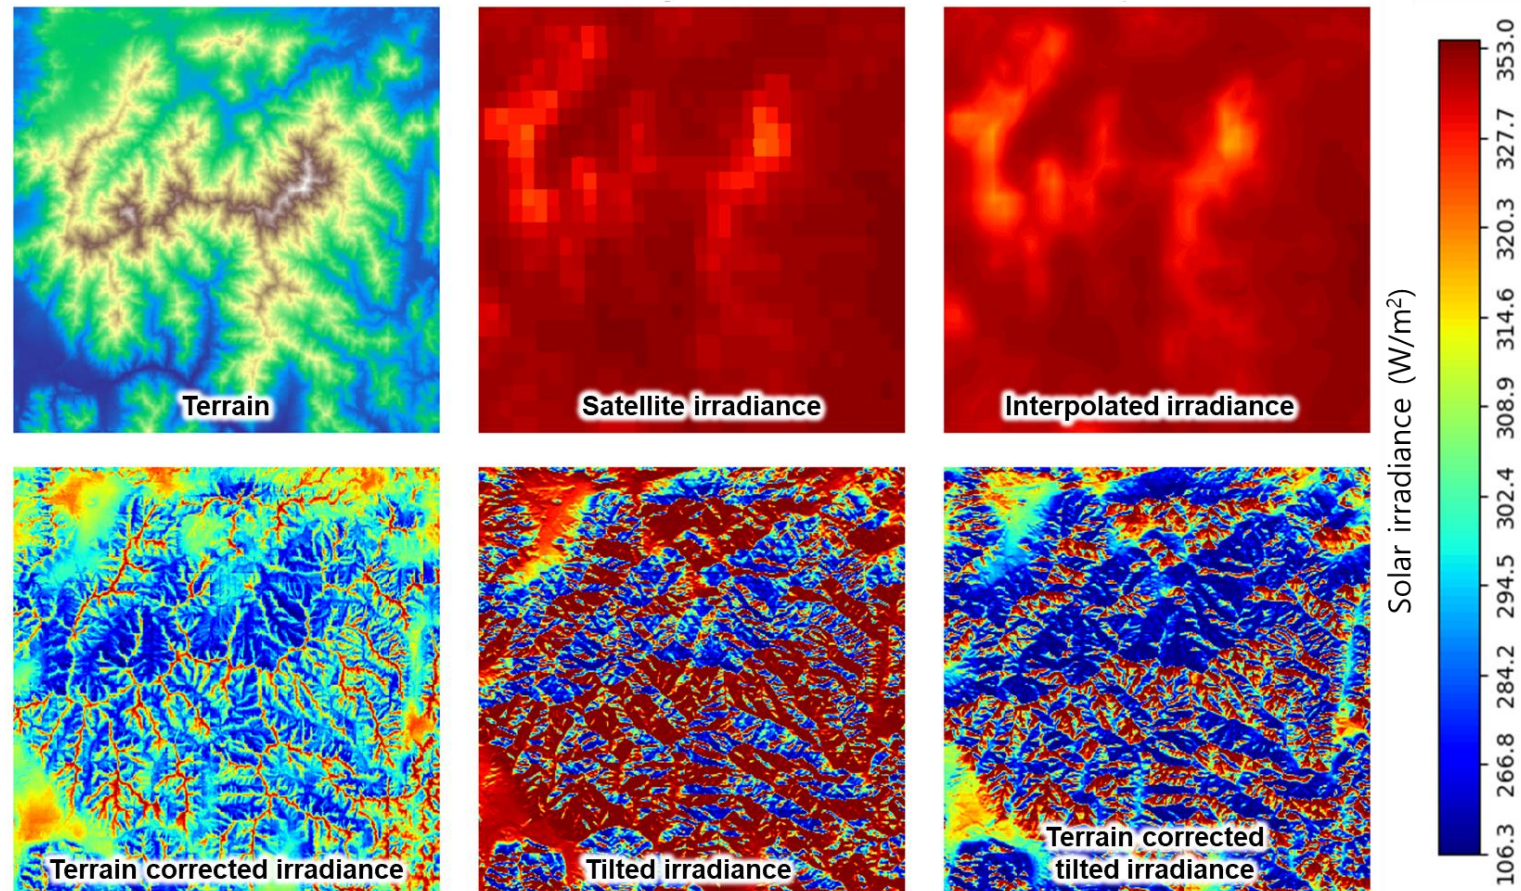 Terrain
Satellite irradiance
Interpolated irradiance
Terrain corrected irradiance
Tilted irradiance
Terrain corrected
tilted irradiance
Solar irradiance (W/m²)
353.0
327.7
320.3
314.6
308.9
302.4
294.5
284.2
266.8
106.3